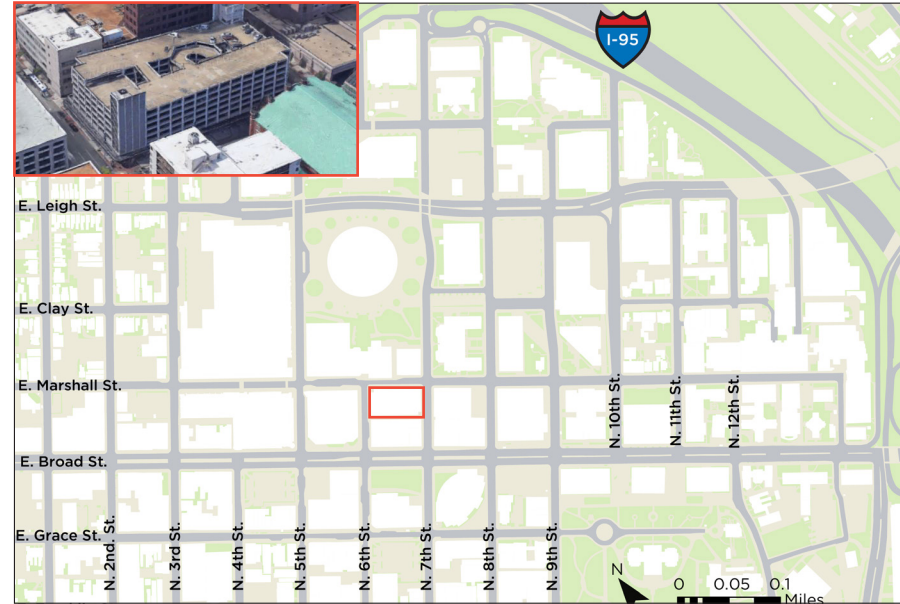 I-95
E. Leigh St.
E. Clay St.
E. Marshall St.
N. 10th St.
N. 11th St.
N. 12th St.
E. Broad St.
E. Grace St.
N. 2nd. St.
N. 3rd St.
N. 4th St.
N. 5th St.
N. 6th St.
N. 7th St.
N. 8th St.
N. 9th St.
N
0 0.05 0.1
Miles